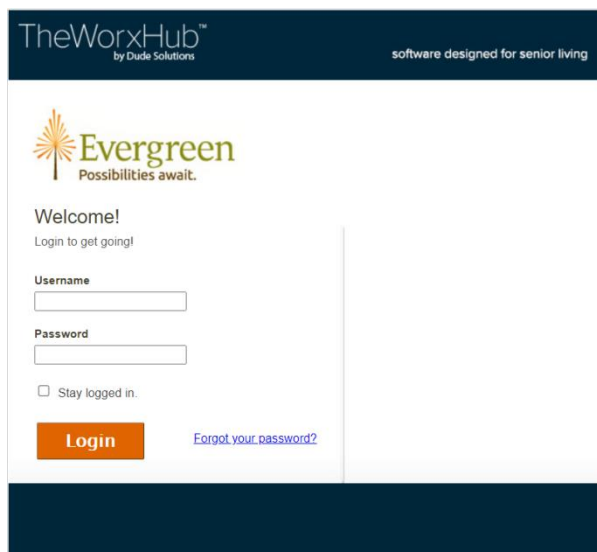 TheWorxHub™
by Dude Solutions
software designed for senior living
Evergreen
Possibilities await.
Welcome!
Login to get going!
Username
Password
Stay logged in.
Login
Forgot your password?